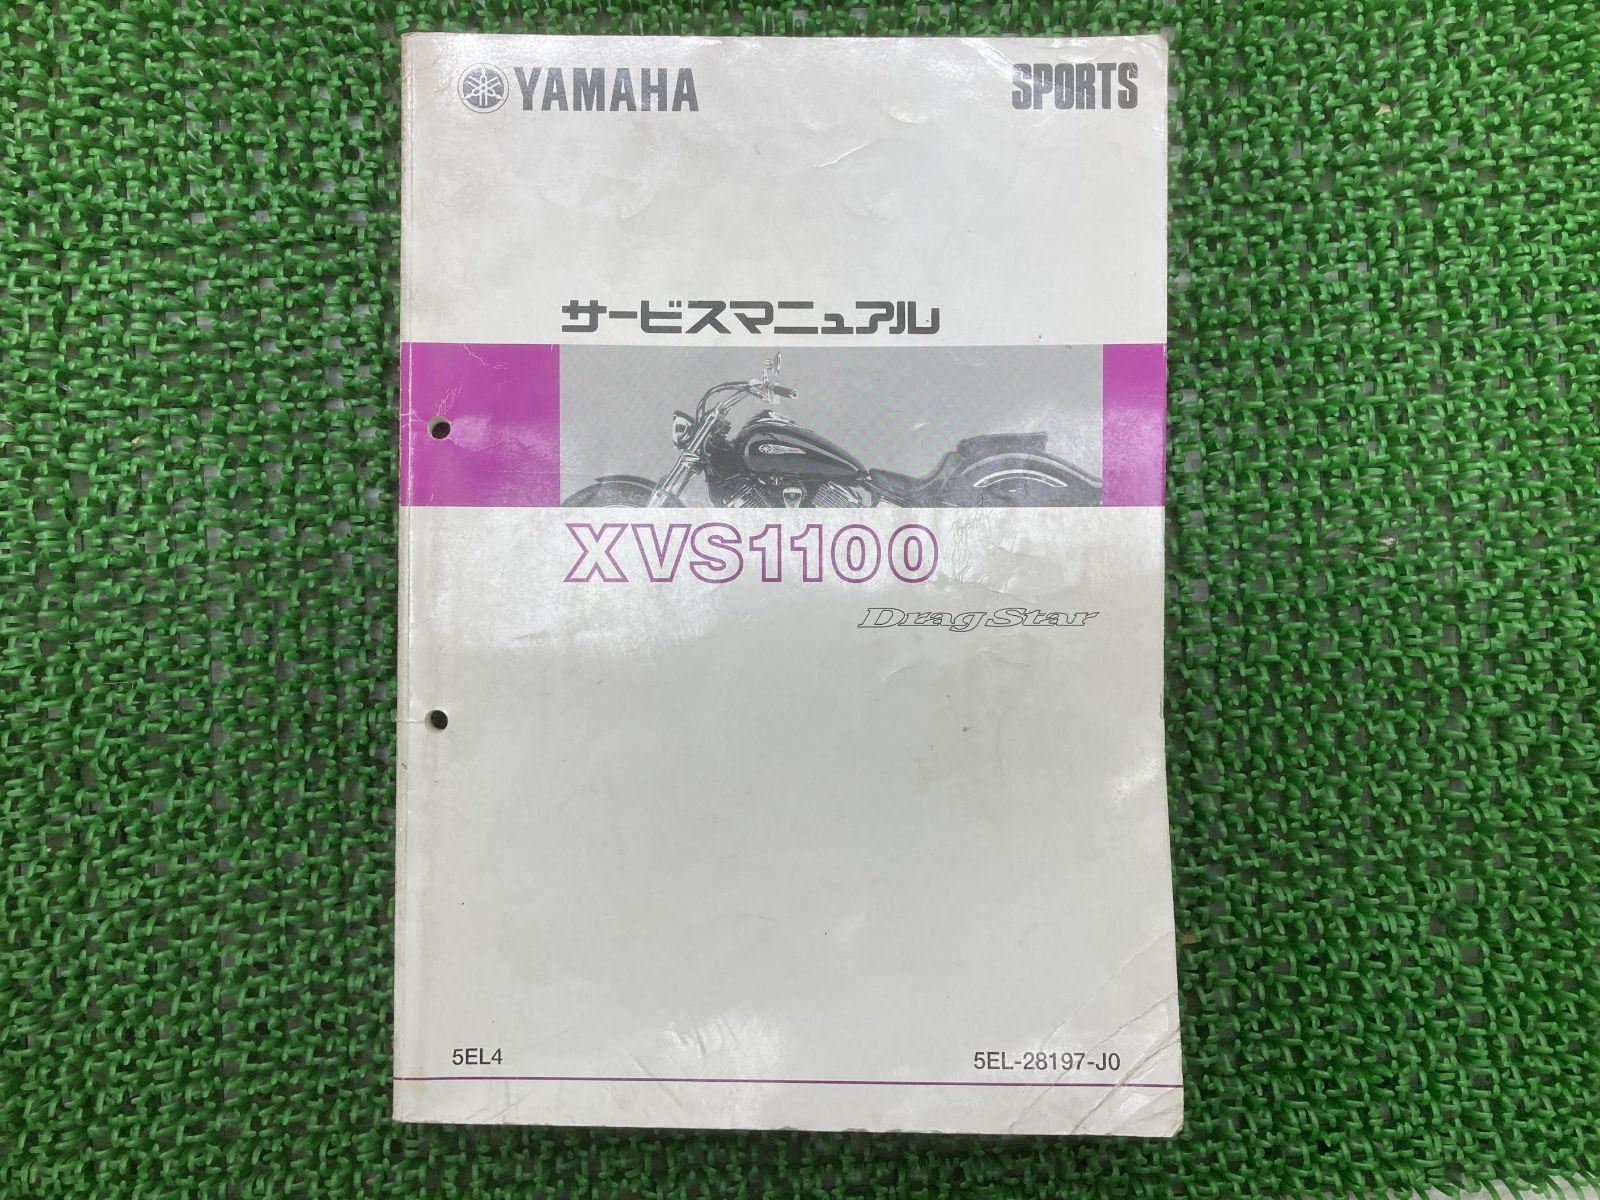 YAMAHA
SPORTS
サービスマニュアル
XVS1100
DragStar
5EL4
5EL-28197-J0